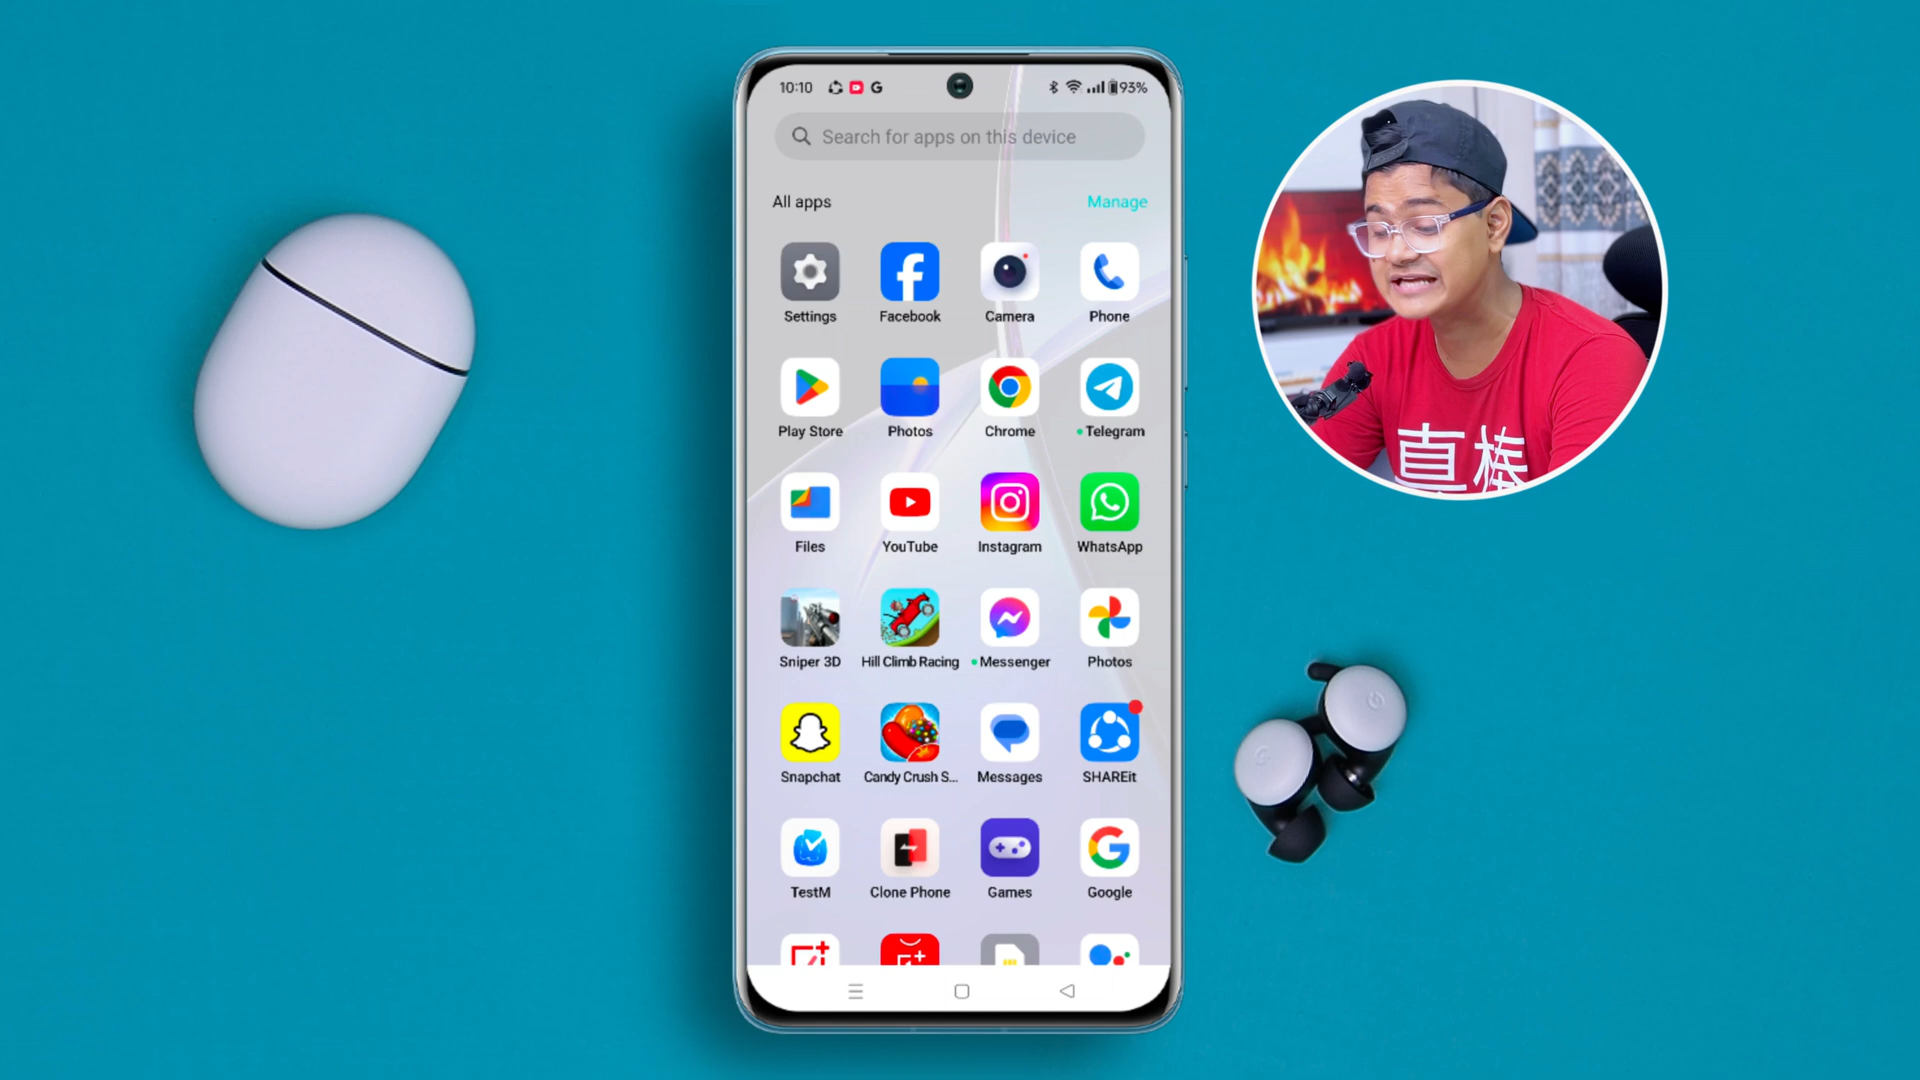 10:10
93%
Search for apps on this device
All apps
Manage
Settings
Facebook
Camera
Phone
Play Store
Photos
Chrome
Telegram
Files
YouTube
Instagram
WhatsApp
Sniper 3D
Hill Climb Racing
Messenger
Photos
Snapchat
Candy Crush S...
Messages
SHAREit
TestM
Clone Phone
Games
Google
真棒